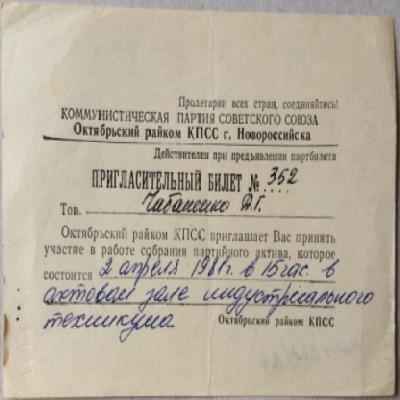 Пролетарии всех стран, соединяйтесь!
КОММУНИСТИЧЕСКАЯ ПАРТИЯ СОВЕТСКОГО СОЮЗА
Октябрьский райком КПСС г. Новороссийска
Действителен при предъявлении партбилета
ПРИГЛАСИТЕЛЬНЫЙ БИЛЕТ № 352
Тов. Чабаненко В.Г.
Октябрьский райком КПСС приглашает Вас принять
участие в работе собрания партийного актива, которое
состоится 2 апреля 1981г. в 15 час. в
актовом зале индустриального
техникума
Октябрьский райком КПСС